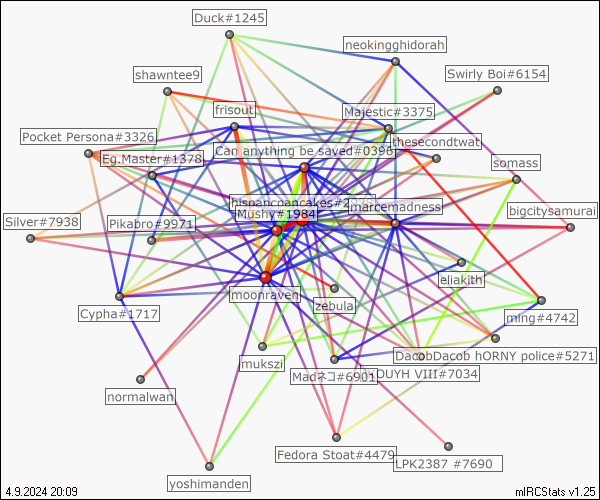 Duck#1245
neokingghidorah
shawntee9
Swirly Boi#6154
frisout
Majestic#3375
Pocket Persona#3326
thesecondtwat
Can anything be saved#0396
Eg.Master#1378
somass
marcemadness
Mushy#1984
bigcitysamurai
Silver#7938
Pikabro#9971
eliakith
moonraven
zebula
Cypha#1717
ming#4742
DacobDacob hORNY police#5271
mukszi
Madネコ#6901
DUYH VIII#7034
normalwan
Fedora Stoat#4479
LPK2387 #7690
yoshimanden
4.9.2024 20:09
mIRCStats v1.25